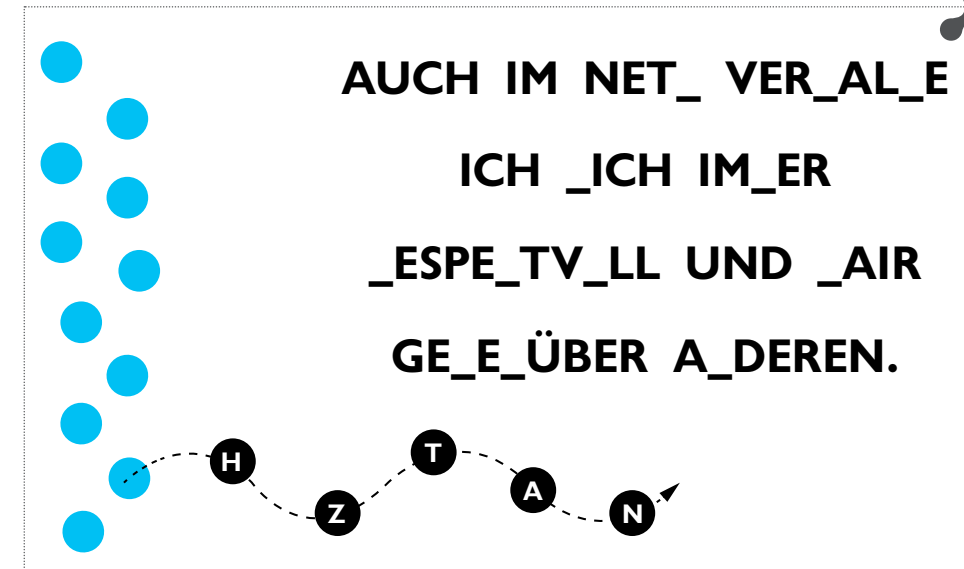 AUCH IM NET_ VER_AL_E
ICH _ICH IM_ER
_ESPE_TV_LL UND _AIR
GE_E_ÜBER A_DEREN.
H Z T A N